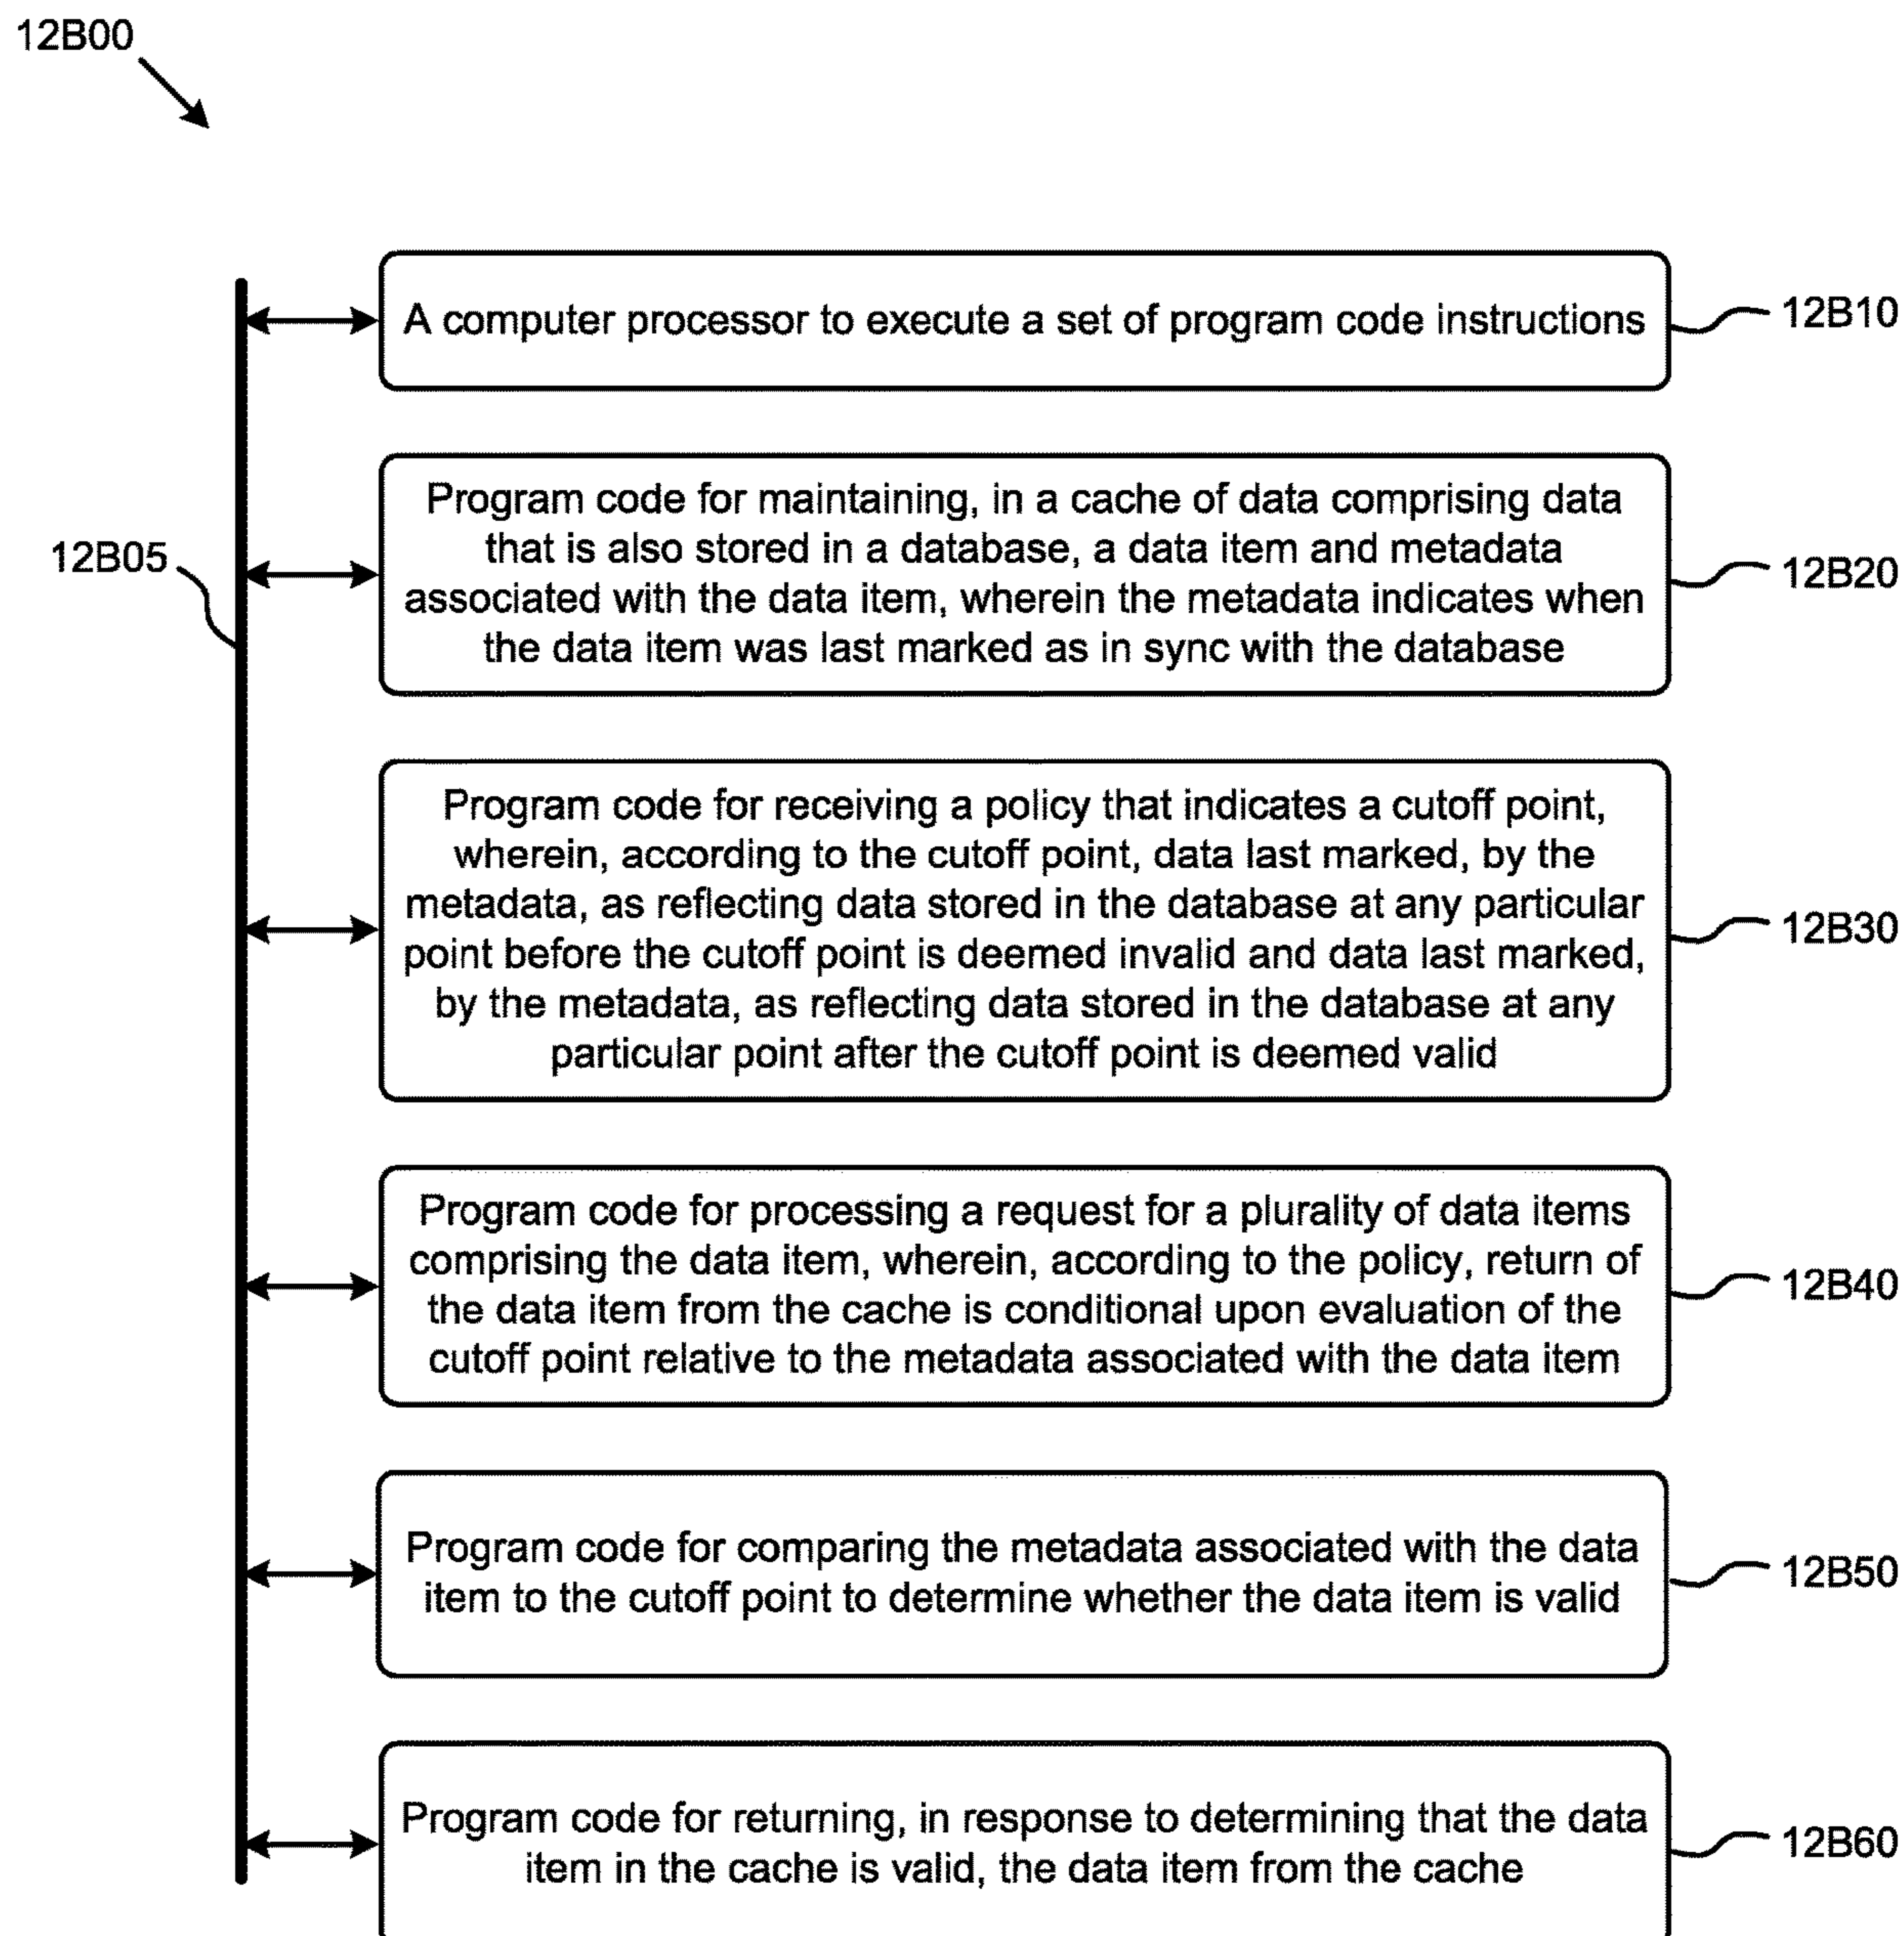 12B00
A computer processor to execute a set of program code instructions
12B10
Program code for maintaining, in a cache of data comprising data
that is also stored in a database, a data item and metadata
associated with the data item, wherein the metadata indicates when
the data item was last marked as in sync with the database
12B05
12B20
Program code for receiving a policy that indicates a cutoff point,
wherein, according to the cutoff point, data last marked, by the
metadata, as reflecting data stored in the database at any particular
point before the cutoff point is deemed invalid and data last marked,
by the metadata, as reflecting data stored in the database at any
particular point after the cutoff point is deemed valid
12B30
Program code for processing a request for a plurality of data items
comprising the data item, wherein, according to the policy, return of
the data item from the cache is conditional upon evaluation of the
cutoff point relative to the metadata associated with the data item
12B40
Program code for comparing the metadata associated with the data
item to the cutoff point to determine whether the data item is valid
12B50
Program code for returning, in response to determining that the data
item in the cache is valid, the data item from the cache
12B60